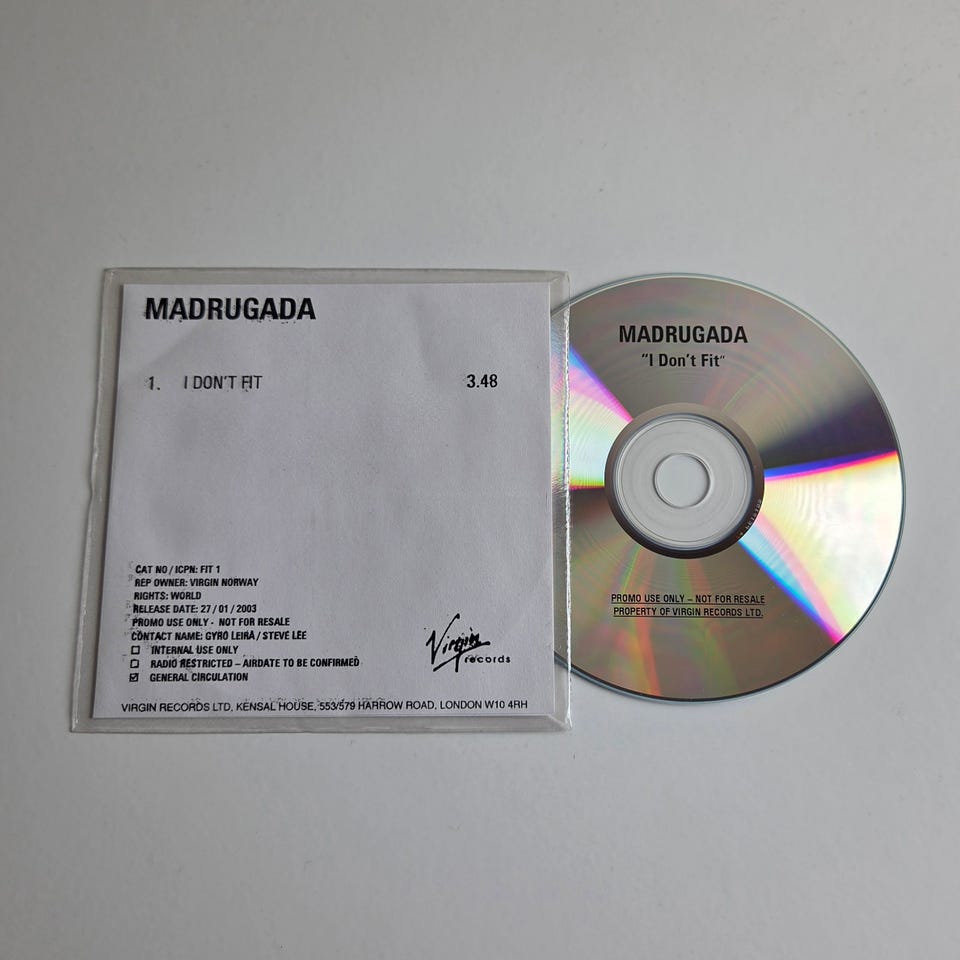 MADRUGADA
1. I DON'T FIT 3.48
CAT NO / ICPN: FIT 1
REP OWNER: VIRGIN NORWAY
RIGHTS: WORLD
RELEASE DATE: 27 / 01 / 2003
PROMO USE ONLY - NOT FOR RESALE
CONTACT NAME: GYRO LEIRA / STEVE LEE
☐ INTERNAL USE ONLY
☐ RADIO RESTRICTED – AIRDATE TO BE CONFIRMED
☑ GENERAL CIRCULATION
Virgin records
VIRGIN RECORDS LTD, KENSAL HOUSE, 553/579 HARROW ROAD, LONDON W10 4RH
MADRUGADA
"I Don't Fit"
PROMO USE ONLY – NOT FOR RESALE
PROPERTY OF VIRGIN RECORDS LTD.